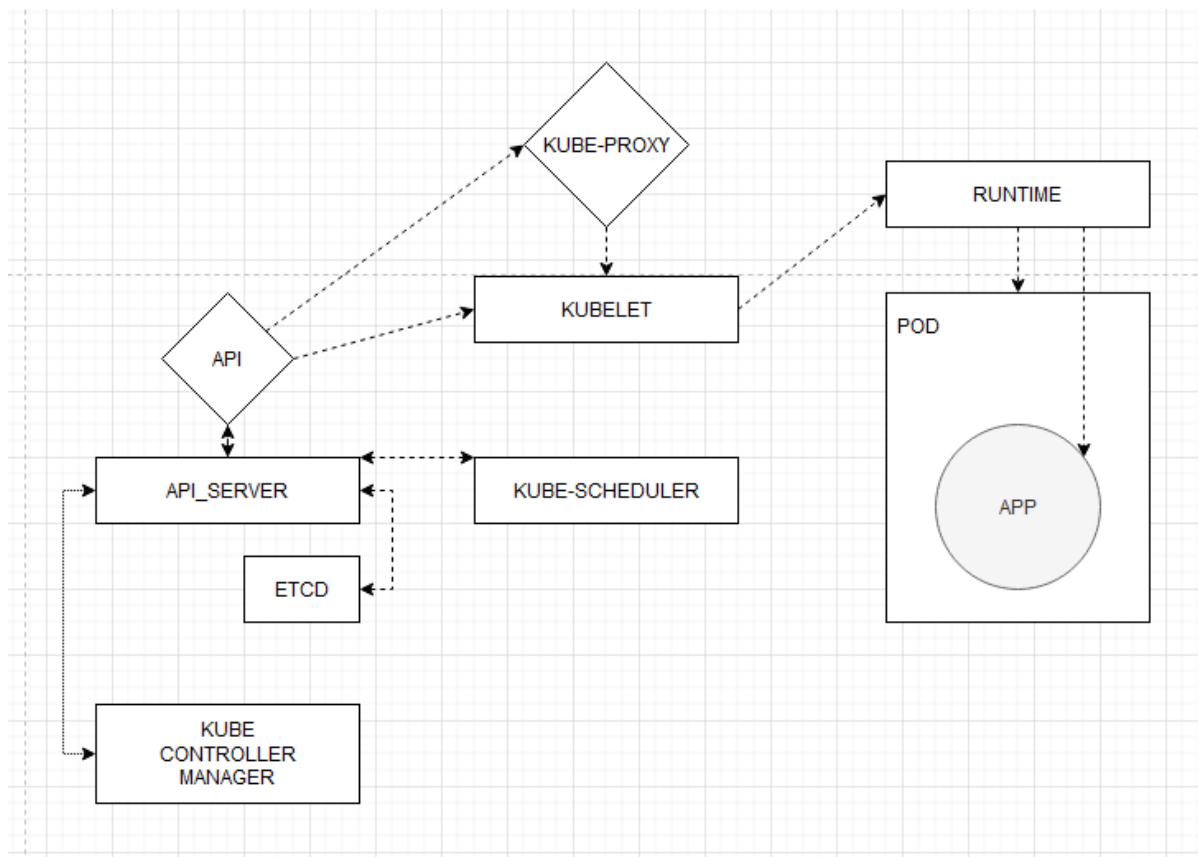 KUBE-PROXY
RUNTIME
KUBELET
POD
API
API_SERVER
KUBE-SCHEDULER
APP
ETCD
KUBE
CONTROLLER
MANAGER